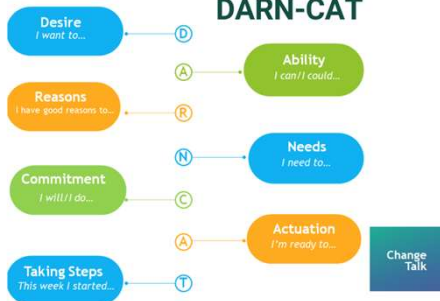 DARN-CAT
Desire
I want to...
D
Ability
I can/I could...
A
Reasons
I have good reasons to...
R
Needs
I need to...
N
Commitment
I will/I do...
C
Actuation
I'm ready to...
A
Taking Steps
This week I started...
T
Change
Talk